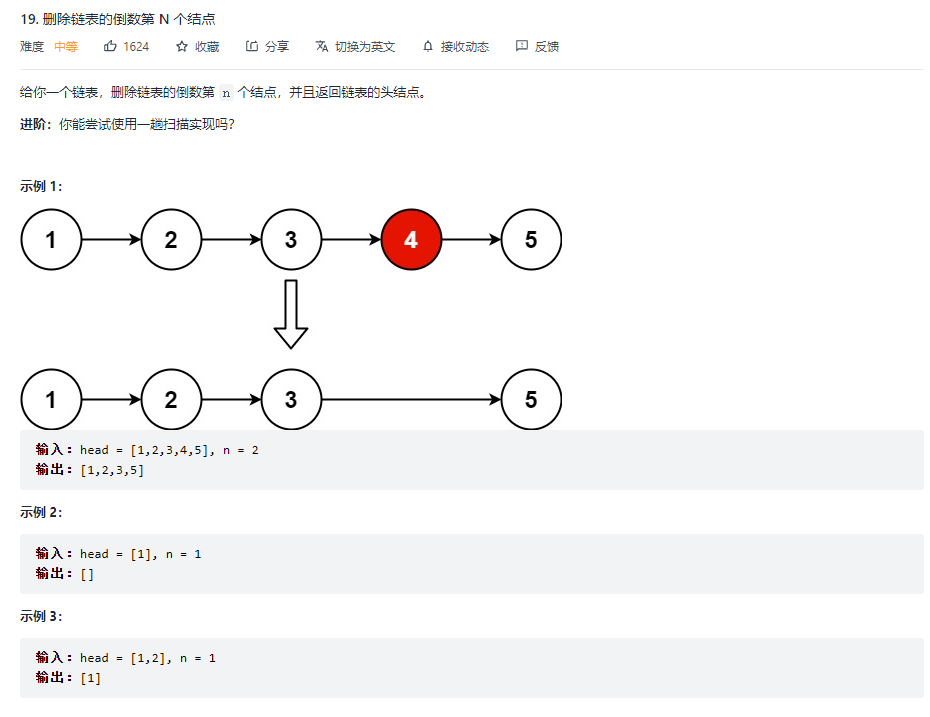 19. 删除链表的倒数第 N 个结点
难度 中等 1624 收藏 分享 切换为英文 接收动态 反馈
给你一个链表，删除链表的倒数第 n 个结点，并且返回链表的头结点。
进阶：你能尝试使用一趟扫描实现吗？
示例 1：
1 2 3 4 5
1 2 3 5
输入：head = [1,2,3,4,5], n = 2
输出：[1,2,3,5]
示例 2：
输入：head = [1], n = 1
输出：[]
示例 3：
输入：head = [1,2], n = 1
输出：[1]